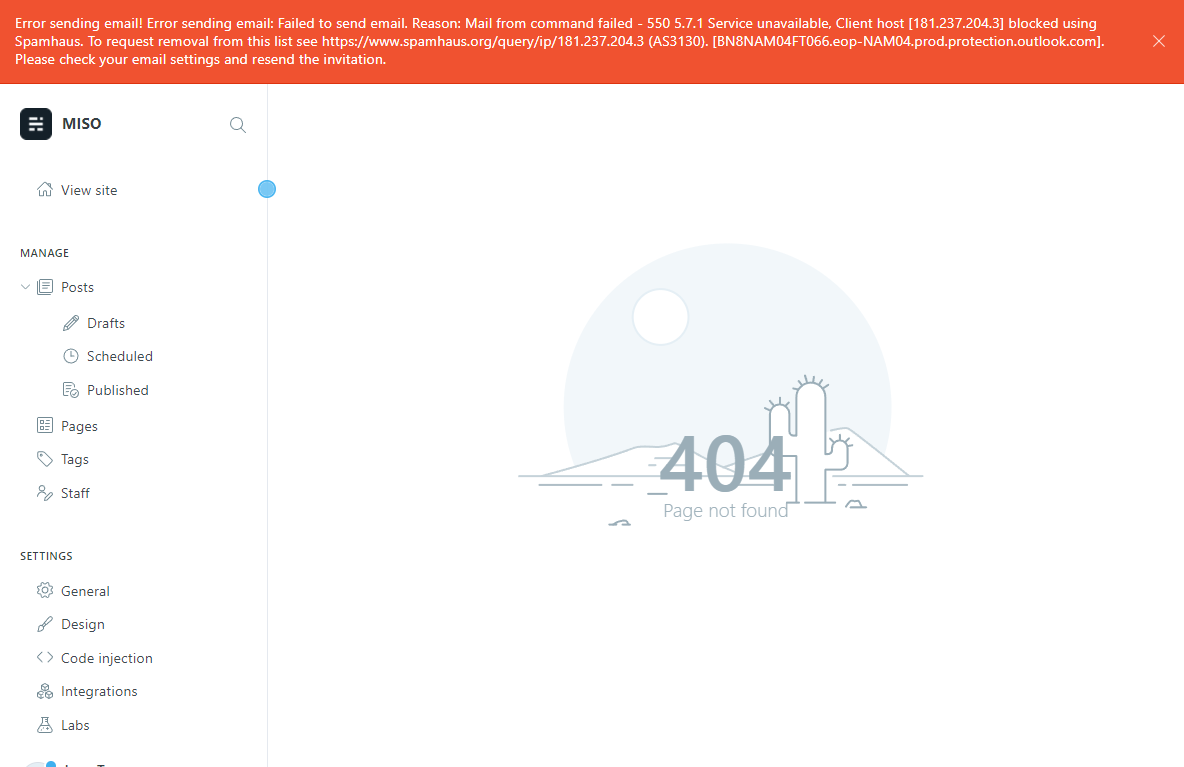 Error sending email! Error sending email: Failed to send email. Reason: Mail from command failed - 550 5.7.1 Service unavailable, Client host [181.237.204.3] blocked using
Spamhaus. To request removal from this list see https://www.spamhaus.org/query/ip/181.237.204.3 (AS3130). [BN8NAM04FT066.eop-NAM04.prod.protection.outlook.com].
Please check your email settings and resend the invitation.
MISO
View site
MANAGE
Posts
Drafts
Scheduled
Published
Pages
Tags
Staff
SETTINGS
General
Design
Code injection
Integrations
Labs
404
Page not found